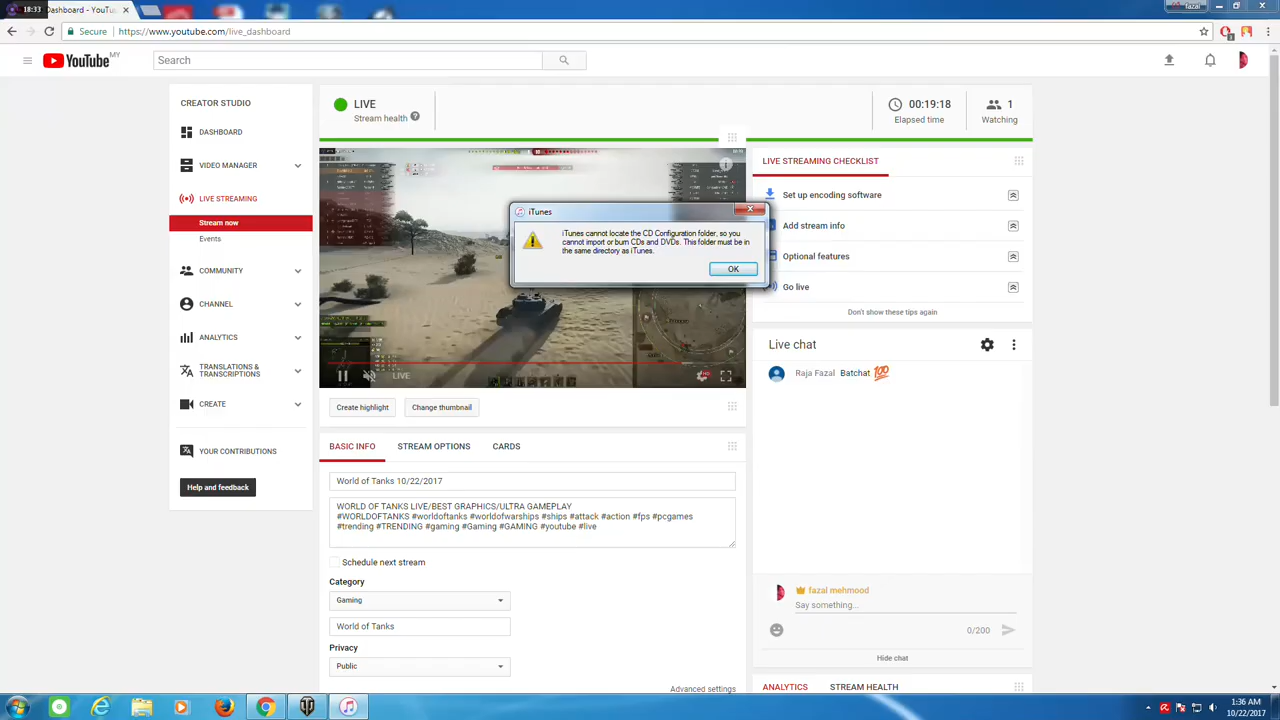 18:33
Dashboard - YouTube
fazal
Secure
https://www.youtube.com/live_dashboard
YouTube MY
Search
CREATOR STUDIO
DASHBOARD
VIDEO MANAGER
LIVE STREAMING
Stream now
Events
COMMUNITY
CHANNEL
ANALYTICS
TRANSLATIONS &
TRANSCRIPTIONS
CREATE
YOUR CONTRIBUTIONS
Help and feedback
LIVE
Stream health
00:19:18
Elapsed time
1
Watching
LIVE
iTunes
iTunes cannot locate the CD Configuration folder, so you
cannot import or burn CDs and DVDs. This folder must be in
the same directory as iTunes.
OK
Create highlight
Change thumbnail
BASIC INFO
STREAM OPTIONS
CARDS
World of Tanks 10/22/2017
WORLD OF TANKS LIVE/BEST GRAPHICS/ULTRA GAMEPLAY
#WORLDOFTANKS #worldoftanks #worldofwarships #ships #attack #action #fps #pcgames
#trending #TRENDING #gaming #Gaming #GAMING #youtube #live
Schedule next stream
Category
Gaming
World of Tanks
Privacy
Public
Advanced settings
LIVE STREAMING CHECKLIST
Set up encoding software
Add stream info
Optional features
Go live
Don't show these tips again
Live chat
Raja Fazal Batchat 💯
fazal mehmood
Say something...
0/200
Hide chat
ANALYTICS
STREAM HEALTH
1:36 AM
10/22/2017